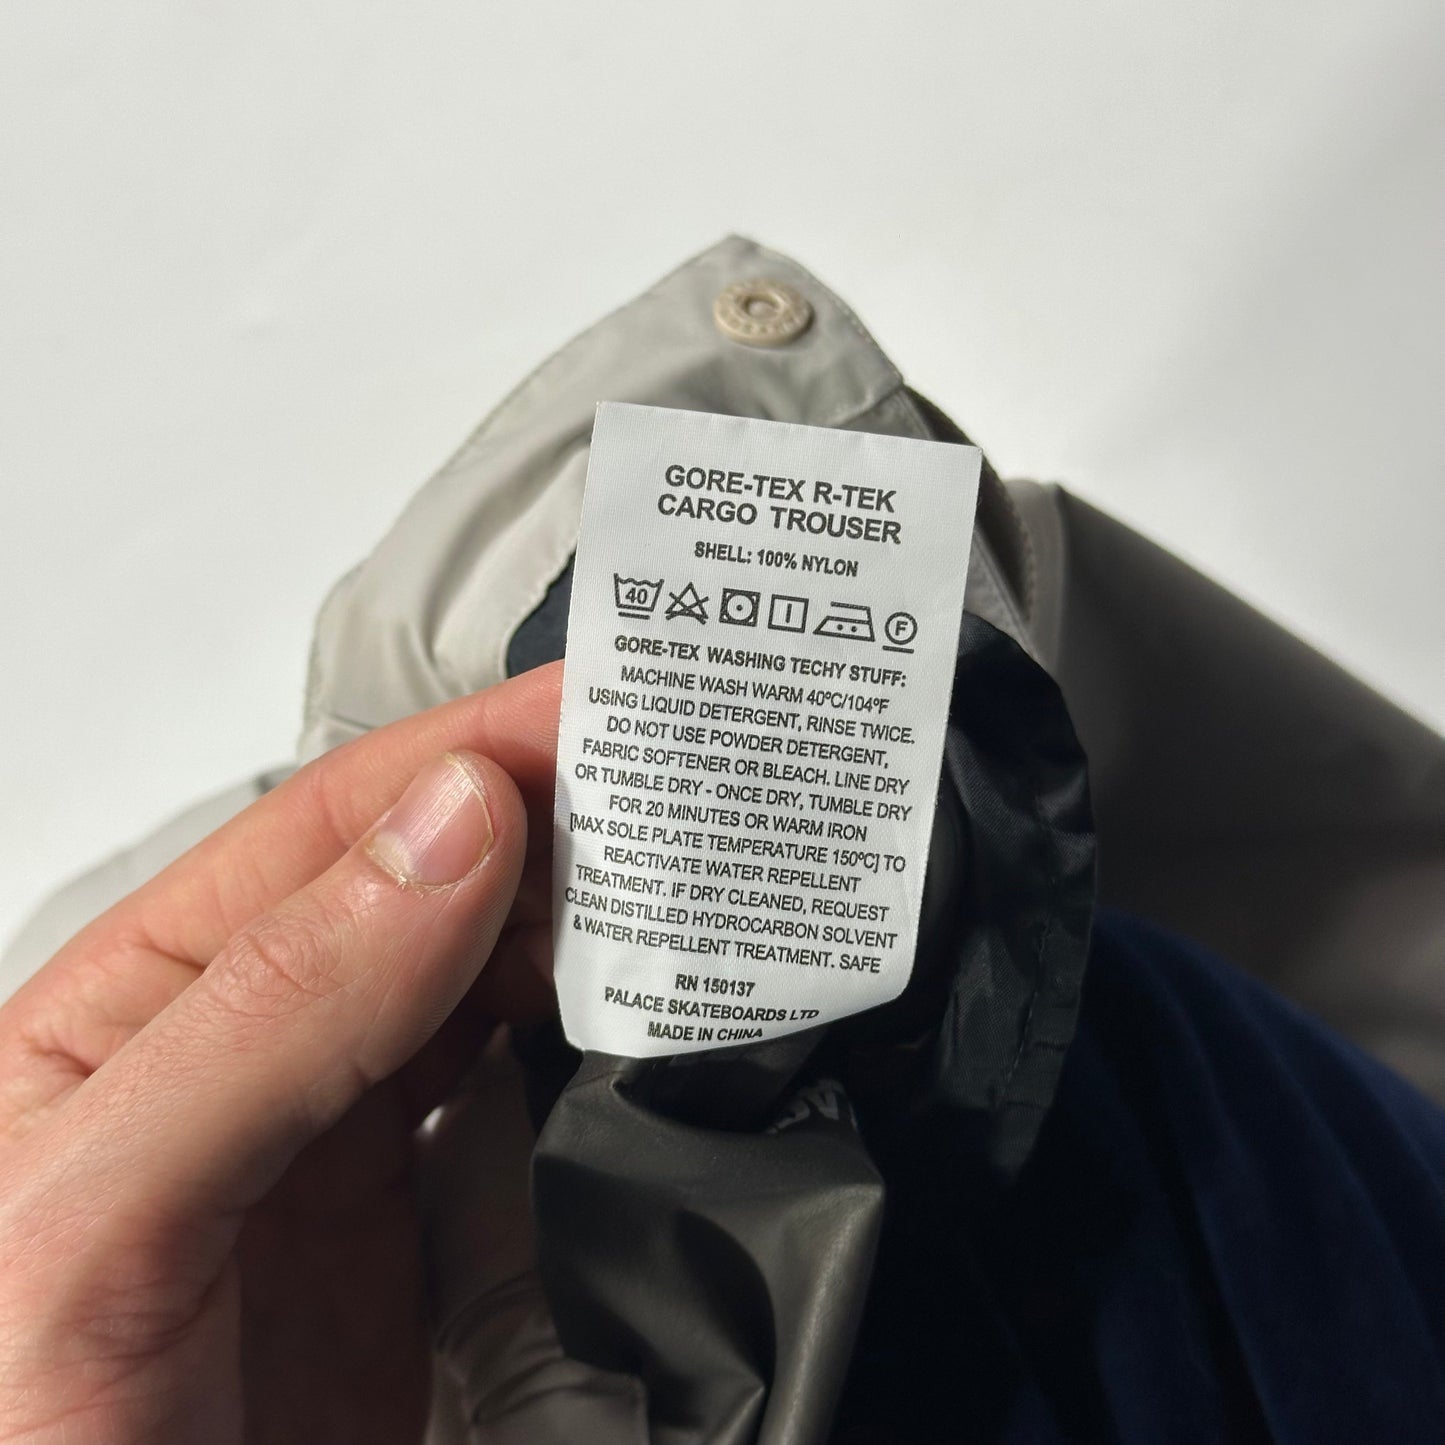 GORE-TEX R-TEK
CARGO TROUSER
SHELL: 100% NYLON
40
F
GORE-TEX WASHING TECHY STUFF:
MACHINE WASH WARM 40ºC/104ºF
USING LIQUID DETERGENT, RINSE TWICE.
DO NOT USE POWDER DETERGENT,
FABRIC SOFTENER OR BLEACH. LINE DRY
OR TUMBLE DRY - ONCE DRY, TUMBLE DRY
FOR 20 MINUTES OR WARM IRON
[MAX SOLE PLATE TEMPERATURE 150ºC] TO
REACTIVATE WATER REPELLENT
TREATMENT. IF DRY CLEANED, REQUEST
CLEAN DISTILLED HYDROCARBON SOLVENT
& WATER REPELLENT TREATMENT. SAFE
RN 150137
PALACE SKATEBOARDS LTD
MADE IN CHINA